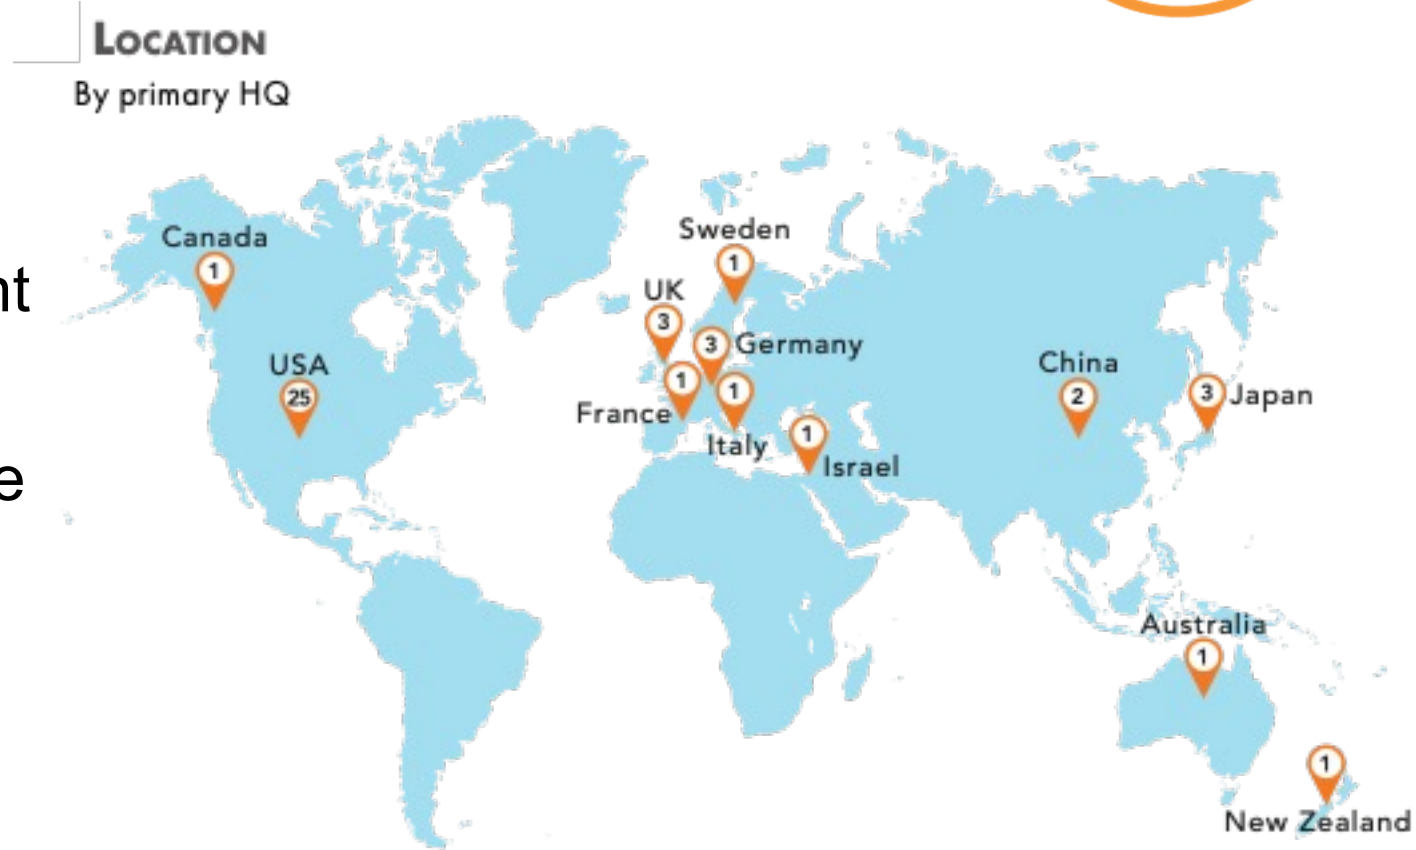 LOCATION
By primary HQ
Canada
1
Sweden
1
nt
UK
3
3 Germany
USA
25
1
France
1
Italy
1
Israel
China
2
3 Japan
e
Australia
1
1
New Zealand